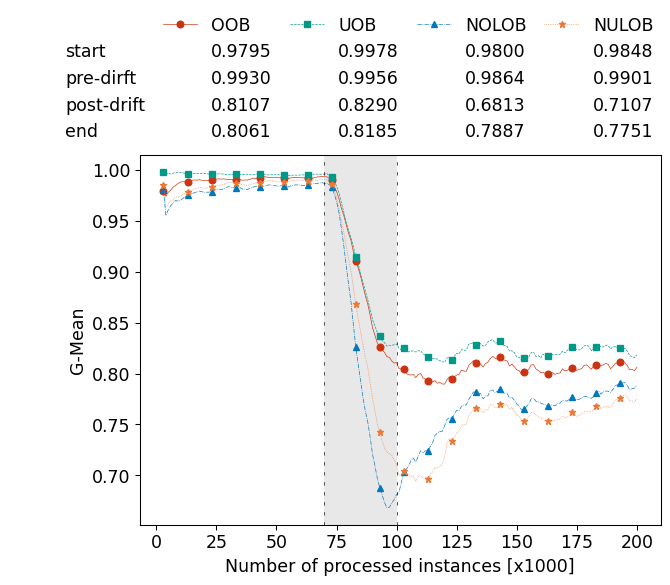 OOB UOB NOLOB NULOB
start 0.9795 0.9978 0.9800 0.9848
pre-dirft 0.9930 0.9956 0.9864 0.9901
post-drift 0.8107 0.8290 0.6813 0.7107
end 0.8061 0.8185 0.7887 0.7751
1.00
0.95
0.90
0.85
0.80
0.75
0.70
G-Mean
0 25 50 75 100 125 150 175 200
Number of processed instances [x1000]